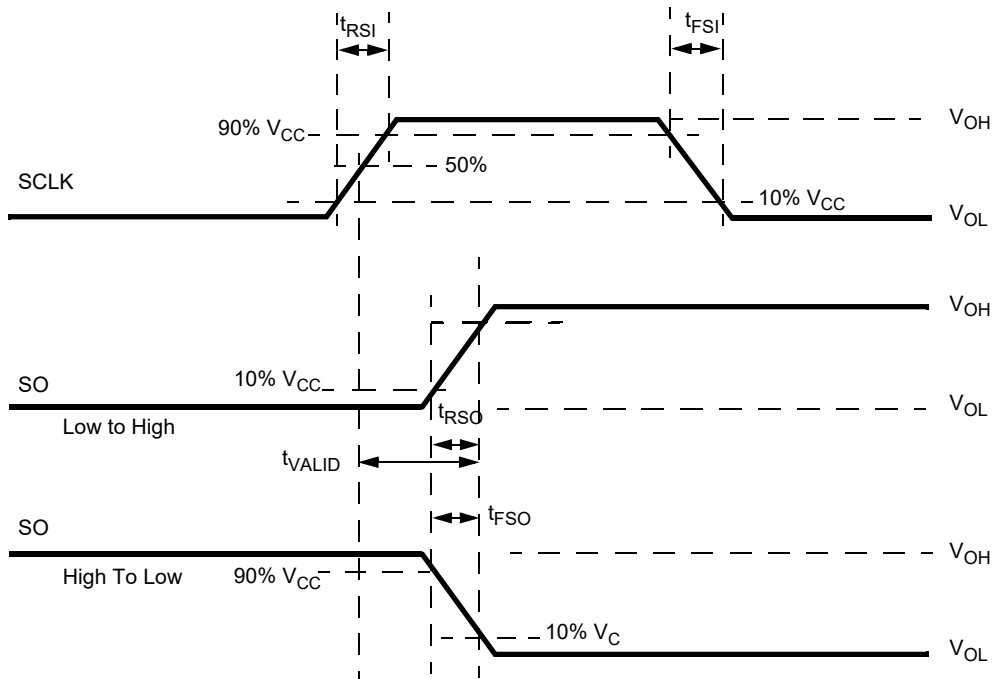 tRSI
tFSI
90% VCC
VOH
50%
SCLK
10% VCC
VOL
VOH
10% VCC
SO
tRSO
VOL
Low to High
tVALID
tFSO
SO
VOH
High To Low
90% VCC
10% VC
VOL